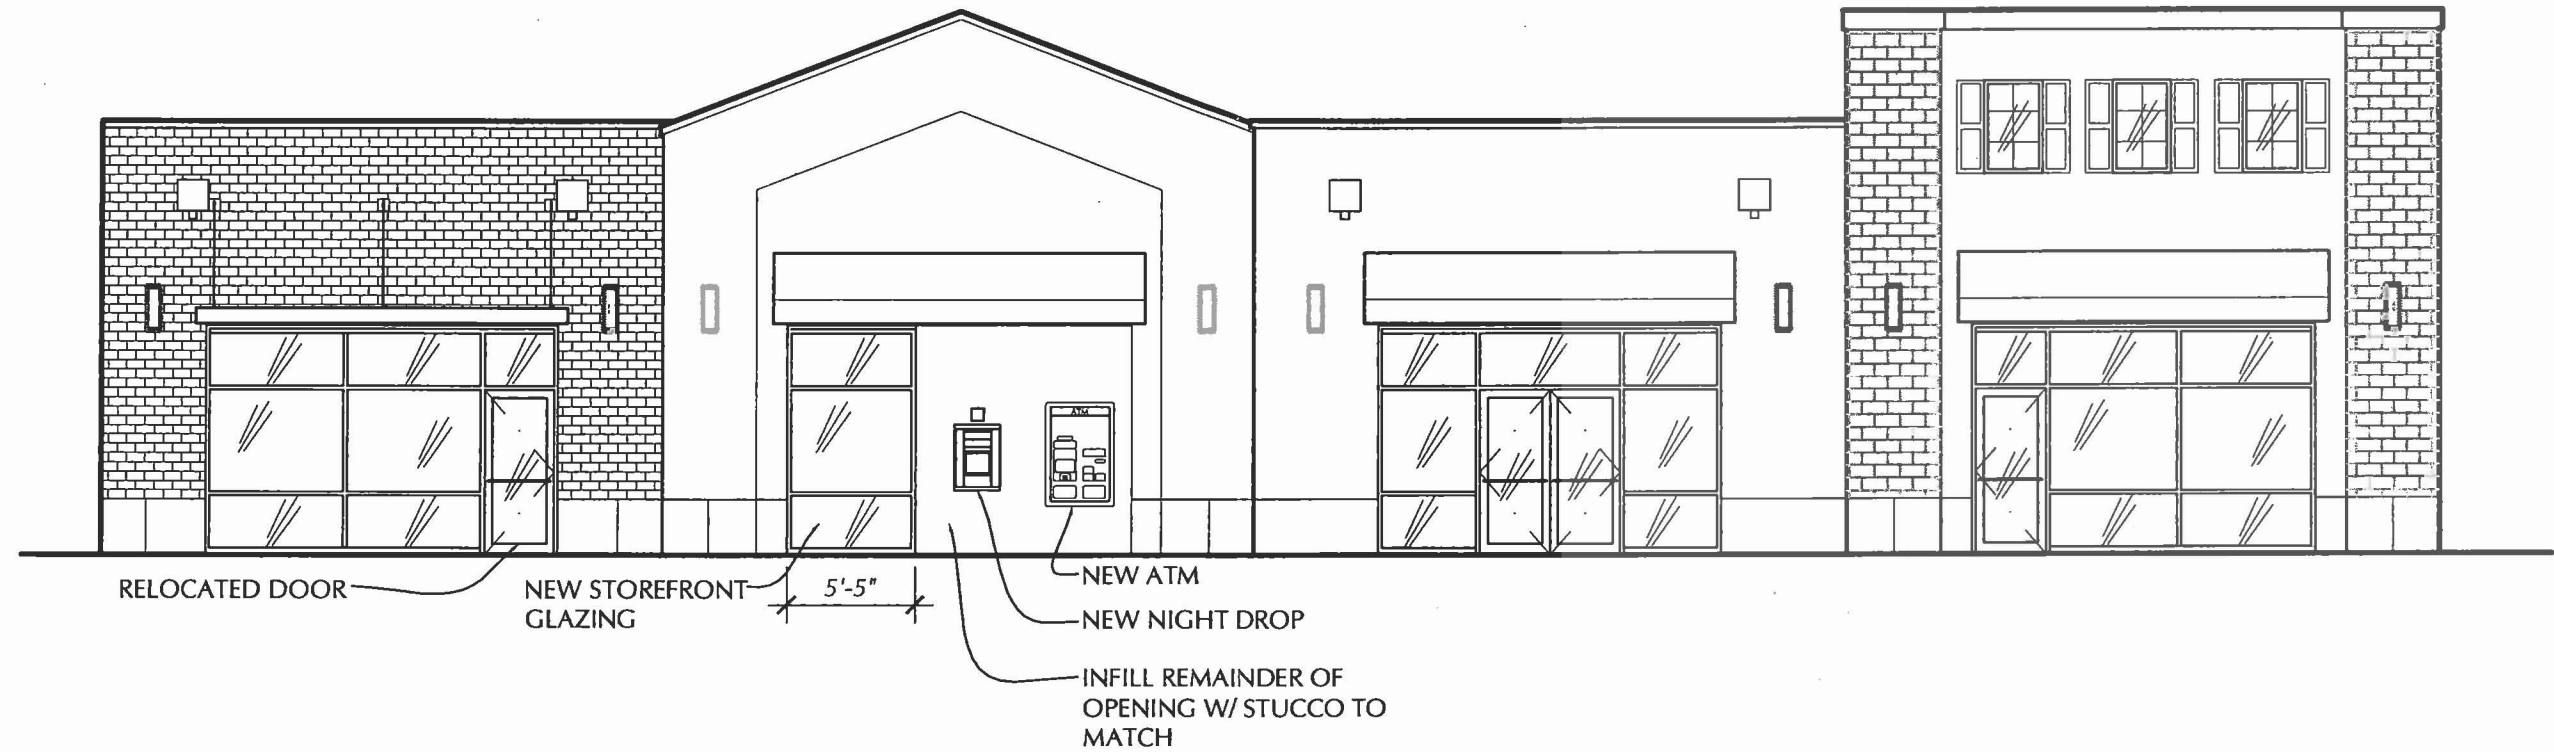 ATM
RELOCATED DOOR
NEW STOREFRONT
GLAZING
5'-5"
NEW ATM
NEW NIGHT DROP
INFILL REMAINDER OF
OPENING W/ STUCCO TO
MATCH